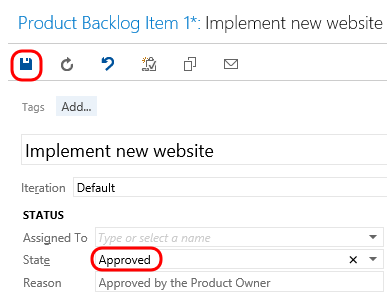 Product Backlog Item 1*: Implement new website
Tags Add...
Implement new website
Iteration Default
STATUS
Assigned To Type or select a name
State Approved
Reason Approved by the Product Owner